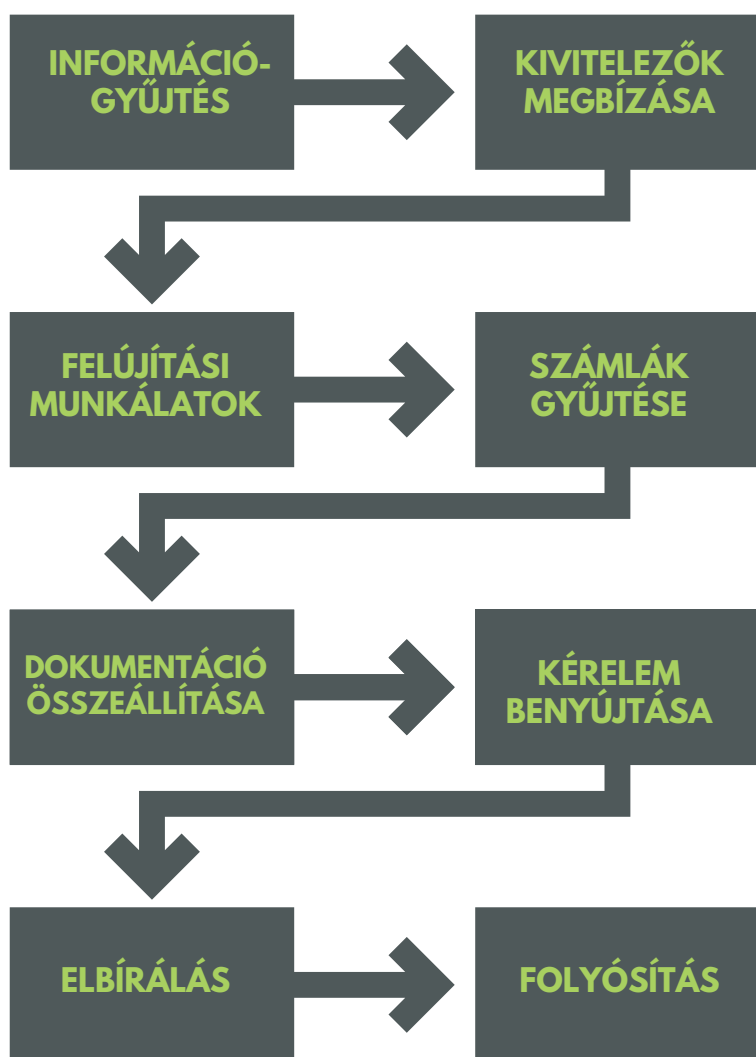 INFORMÁCIÓ-
GYŰJTÉS
KIVITELEZŐK
MEGBÍZÁSA
FELÚJÍTÁSI
MUNKÁLATOK
SZÁMLÁK
GYŰJTÉSE
DOKUMENTÁCIÓ
ÖSSZEÁLLÍTÁSA
KÉRELEM
BENYÚJTÁSA
ELBÍRÁLÁS
FOLYÓSÍTÁS